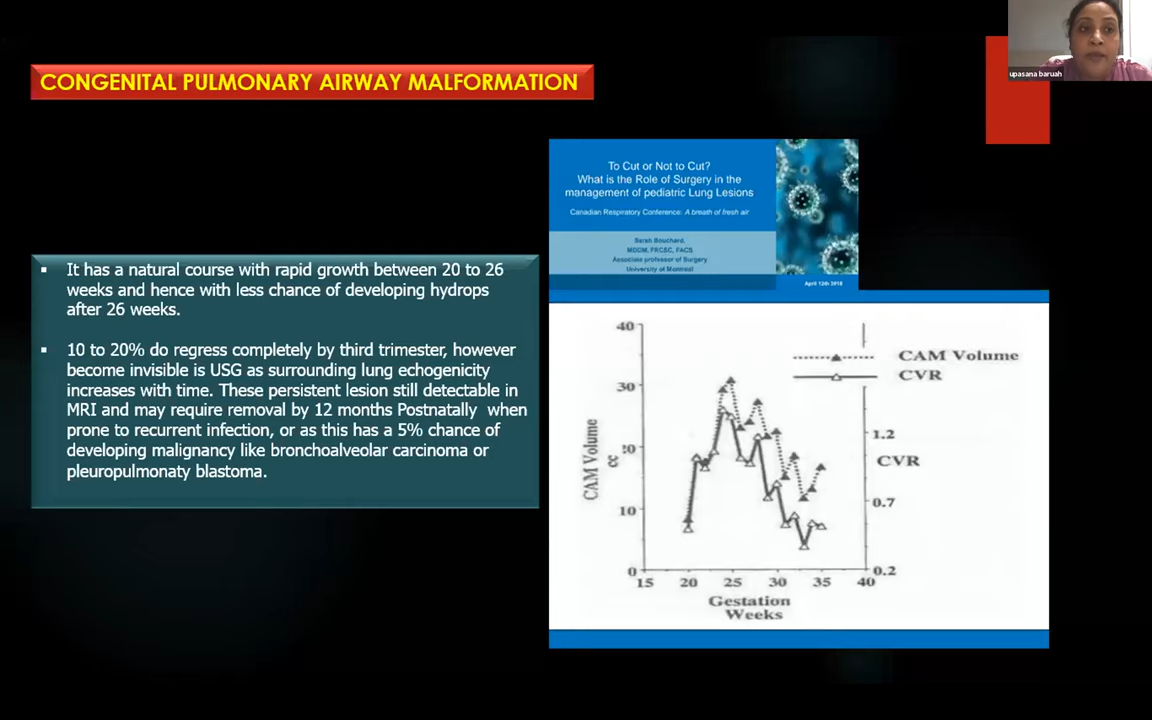 upasana baruah
CONGENITAL PULMONARY AIRWAY MALFORMATION
To Cut or Not to Cut?
What is the Role of Surgery in the
management of pediatric Lung Lesions
Canadian Respiratory Conference: A breath of fresh air
Sarah Bouchard,
MDCM, FRCSC, FACS
Associate professor of Surgery
University of Montreal
April 12th 2018
▪ It has a natural course with rapid growth between 20 to 26
weeks and hence with less chance of developing hydrops
after 26 weeks.
▪ 10 to 20% do regress completely by third trimester, however
become invisible is USG as surrounding lung echogenicity
increases with time. These persistent lesion still detectable in
MRI and may require removal by 12 months Postnatally when
prone to recurrent infection, or as this has a 5% chance of
developing malignancy like bronchoalveolar carcinoma or
pleuropulmonaty blastoma.
40
30
20
10
0
CAM Volume
cc
CAM Volume
CVR
1.2
CVR
0.7
0.2
15 20 25 30 35 40
Gestation
Weeks